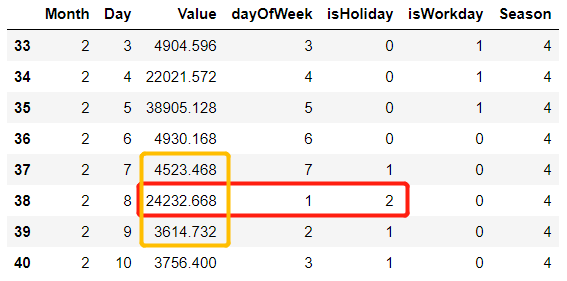 Month Day Value dayOfWeek isHoliday isWorkday Season
33 2 3 4904.596 3 0 1 4
34 2 4 22021.572 4 0 1 4
35 2 5 38905.128 5 0 1 4
36 2 6 4930.168 6 0 0 4
37 2 7 4523.468 7 1 0 4
38 2 8 24232.668 1 2 0 4
39 2 9 3614.732 2 1 0 4
40 2 10 3756.400 3 1 0 4